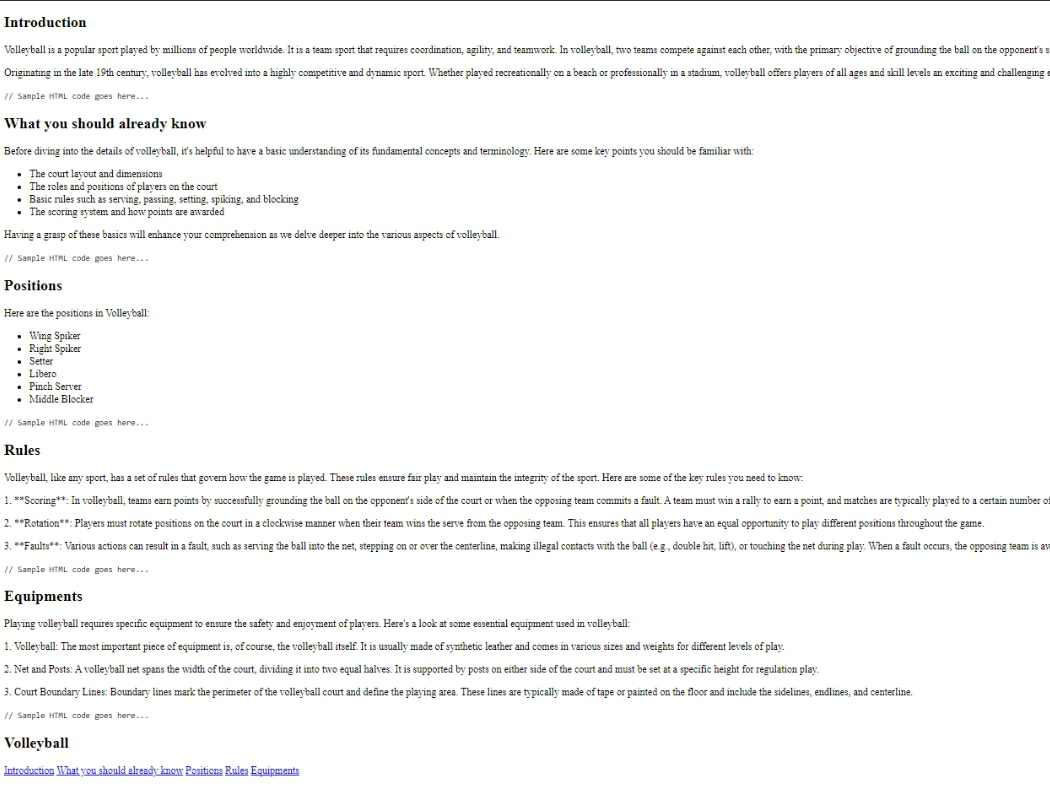 Introduction
Volleyball is a popular sport played by millions of people worldwide. It is a team sport that requires coordination, agility, and teamwork. In volleyball, two teams compete against each other, with the primary objective of grounding the ball on the opponent's s
Originating in the late 19th century, volleyball has evolved into a highly competitive and dynamic sport. Whether played recreationally on a beach or professionally in a stadium, volleyball offers players of all ages and skill levels an exciting and challenging e
// Sample HTML code goes here...
What you should already know
Before diving into the details of volleyball, it's helpful to have a basic understanding of its fundamental concepts and terminology. Here are some key points you should be familiar with:
• The court layout and dimensions
• The roles and positions of players on the court
• Basic rules such as serving, passing, setting, spiking, and blocking
• The scoring system and how points are awarded
Having a grasp of these basics will enhance your comprehension as we delve deeper into the various aspects of volleyball.
// Sample HTML code goes here...
Positions
Here are the positions in Volleyball:
• Wing Spiker
• Right Spiker
• Setter
• Libero
• Pinch Server
• Middle Blocker
// Sample HTML code goes here...
Rules
Volleyball, like any sport, has a set of rules that govern how the game is played. These rules ensure fair play and maintain the integrity of the sport. Here are some of the key rules you need to know:
1. **Scoring**: In volleyball, teams earn points by successfully grounding the ball on the opponent's side of the court or when the opposing team commits a fault. A team must win a rally to earn a point, and matches are typically played to a certain number of
2. **Rotation**: Players must rotate positions on the court in a clockwise manner when their team wins the serve from the opposing team. This ensures that all players have an equal opportunity to play different positions throughout the game.
3. **Faults**: Various actions can result in a fault, such as serving the ball into the net, stepping on or over the centerline, making illegal contacts with the ball (e.g., double hit, lift), or touching the net during play. When a fault occurs, the opposing team is aw
// Sample HTML code goes here...
Equipments
Playing volleyball requires specific equipment to ensure the safety and enjoyment of players. Here's a look at some essential equipment used in volleyball:
1. Volleyball: The most important piece of equipment is, of course, the volleyball itself. It is usually made of synthetic leather and comes in various sizes and weights for different levels of play.
2. Net and Posts: A volleyball net spans the width of the court, dividing it into two equal halves. It is supported by posts on either side of the court and must be set at a specific height for regulation play.
3. Court Boundary Lines: Boundary lines mark the perimeter of the volleyball court and define the playing area. These lines are typically made of tape or painted on the floor and include the sidelines, endlines, and centerline.
// Sample HTML code goes here...
Volleyball
Introduction What you should already know Positions Rules Equipments